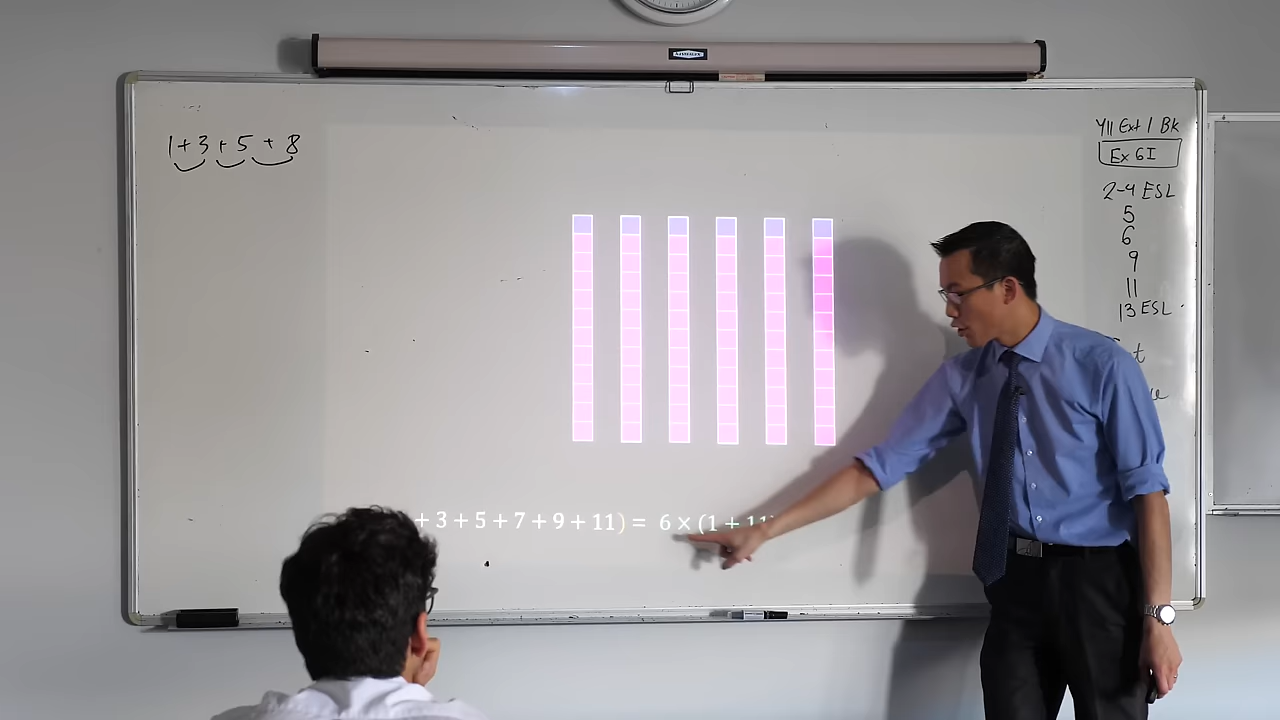 1+3+5+8
Y11 Ext 1 Bk
Ex 6I
2-4 ESL
5
6
9
11
13 ESL
+ 3 + 5 + 7 + 9 + 11) = 6 × (1 + 11)